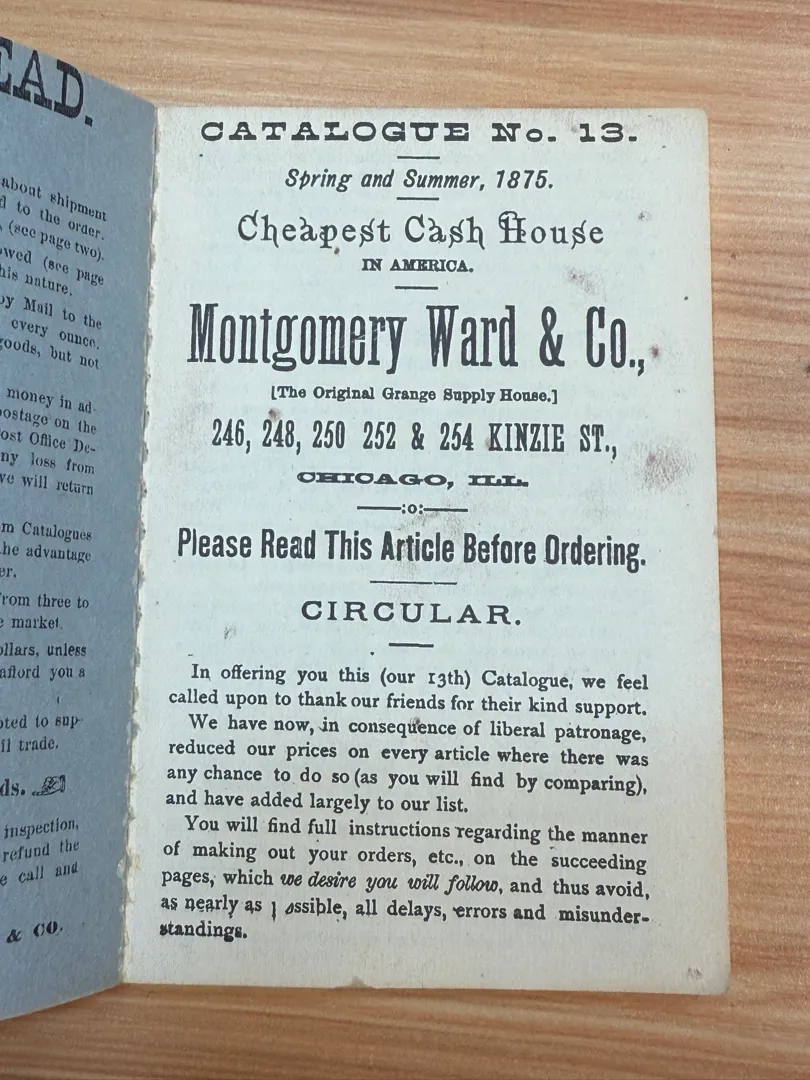 EAD.
about shipment
d to the order.
(see page two).
owed (see page
his nature.
by Mail to the
every ounce.
goods, but not
money in ad-
postage on the
ost Office De-
ny loss from
we will return
m Catalogues
he advantage
er.
rom three to
e market.
ollars, unless
afford you a
oted to sup-
il trade.
ds.
inspection,
refund the
e call and
& CO.
CATALOGUE No. 13.
Spring and Summer, 1875.
Cheapest Cash House
IN AMERICA.
Montgomery Ward & Co.,
[The Original Grange Supply House.]
246, 248, 250 252 & 254 KINZIE ST.,
CHICAGO, ILL.
:o:
Please Read This Article Before Ordering.
CIRCULAR.
In offering you this (our 13th) Catalogue, we feel
called upon to thank our friends for their kind support.
We have now, in consequence of liberal patronage,
reduced our prices on every article where there was
any chance to do so (as you will find by comparing),
and have added largely to our list.
You will find full instructions regarding the manner
of making out your orders, etc., on the succeeding
pages, which we desire you will follow, and thus avoid,
as nearly as possible, all delays, errors and misunder-
standings.